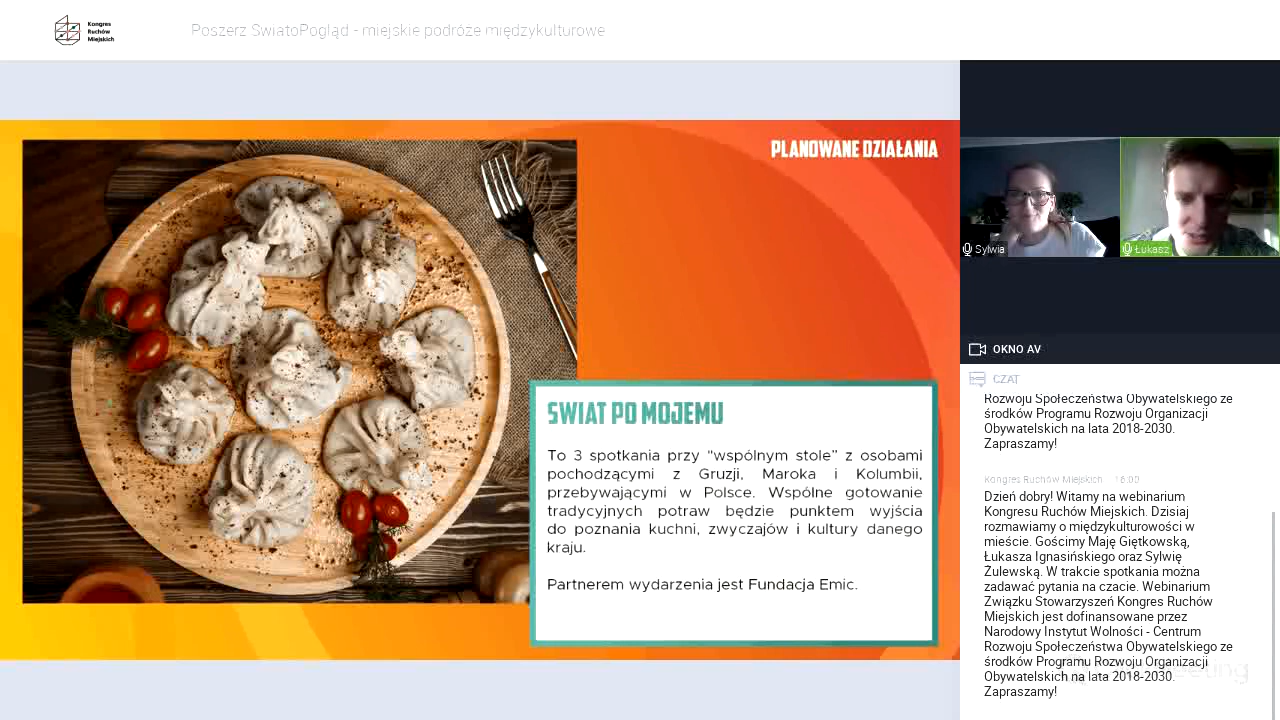 Kongres
Ruchów
Miejskich
Poszerz SwiatoPogląd - miejskie podróże międzykulturowe
PLANOWANE DZIAŁANIA
SWIAT PO MOJEMU
To 3 spotkania przy "wspólnym stole" z osobami
pochodzącymi z Gruzji, Maroka i Kolumbii,
przebywającymi w Polsce. Wspólne gotowanie
tradycyjnych potraw będzie punktem wyjścia
do poznania kuchni, zwyczajów i kultury danego
kraju.
Partnerem wydarzenia jest Fundacja Emic.
Sylwia
Łukasz
OKNO AV
CZAT
Rozwoju Społeczeństwa Obywatelskiego ze
środków Programu Rozwoju Organizacji
Obywatelskich na lata 2018-2030.
Zapraszamy!
Kongres Ruchów Miejskich 16:00
Dzień dobry! Witamy na webinarium
Kongresu Ruchów Miejskich. Dzisiaj
rozmawiamy o międzykulturowości w
mieście. Gościmy Maję Giętkowską,
Łukasza Ignasińskiego oraz Sylwię
Żulewską. W trakcie spotkania można
zadawać pytania na czacie. Webinarium
Związku Stowarzyszeń Kongres Ruchów
Miejskich jest dofinansowane przez
Narodowy Instytut Wolności - Centrum
Rozwoju Społeczeństwa Obywatelskiego ze
środków Programu Rozwoju Organizacji
Obywatelskich na lata 2018-2030.
Zapraszamy!